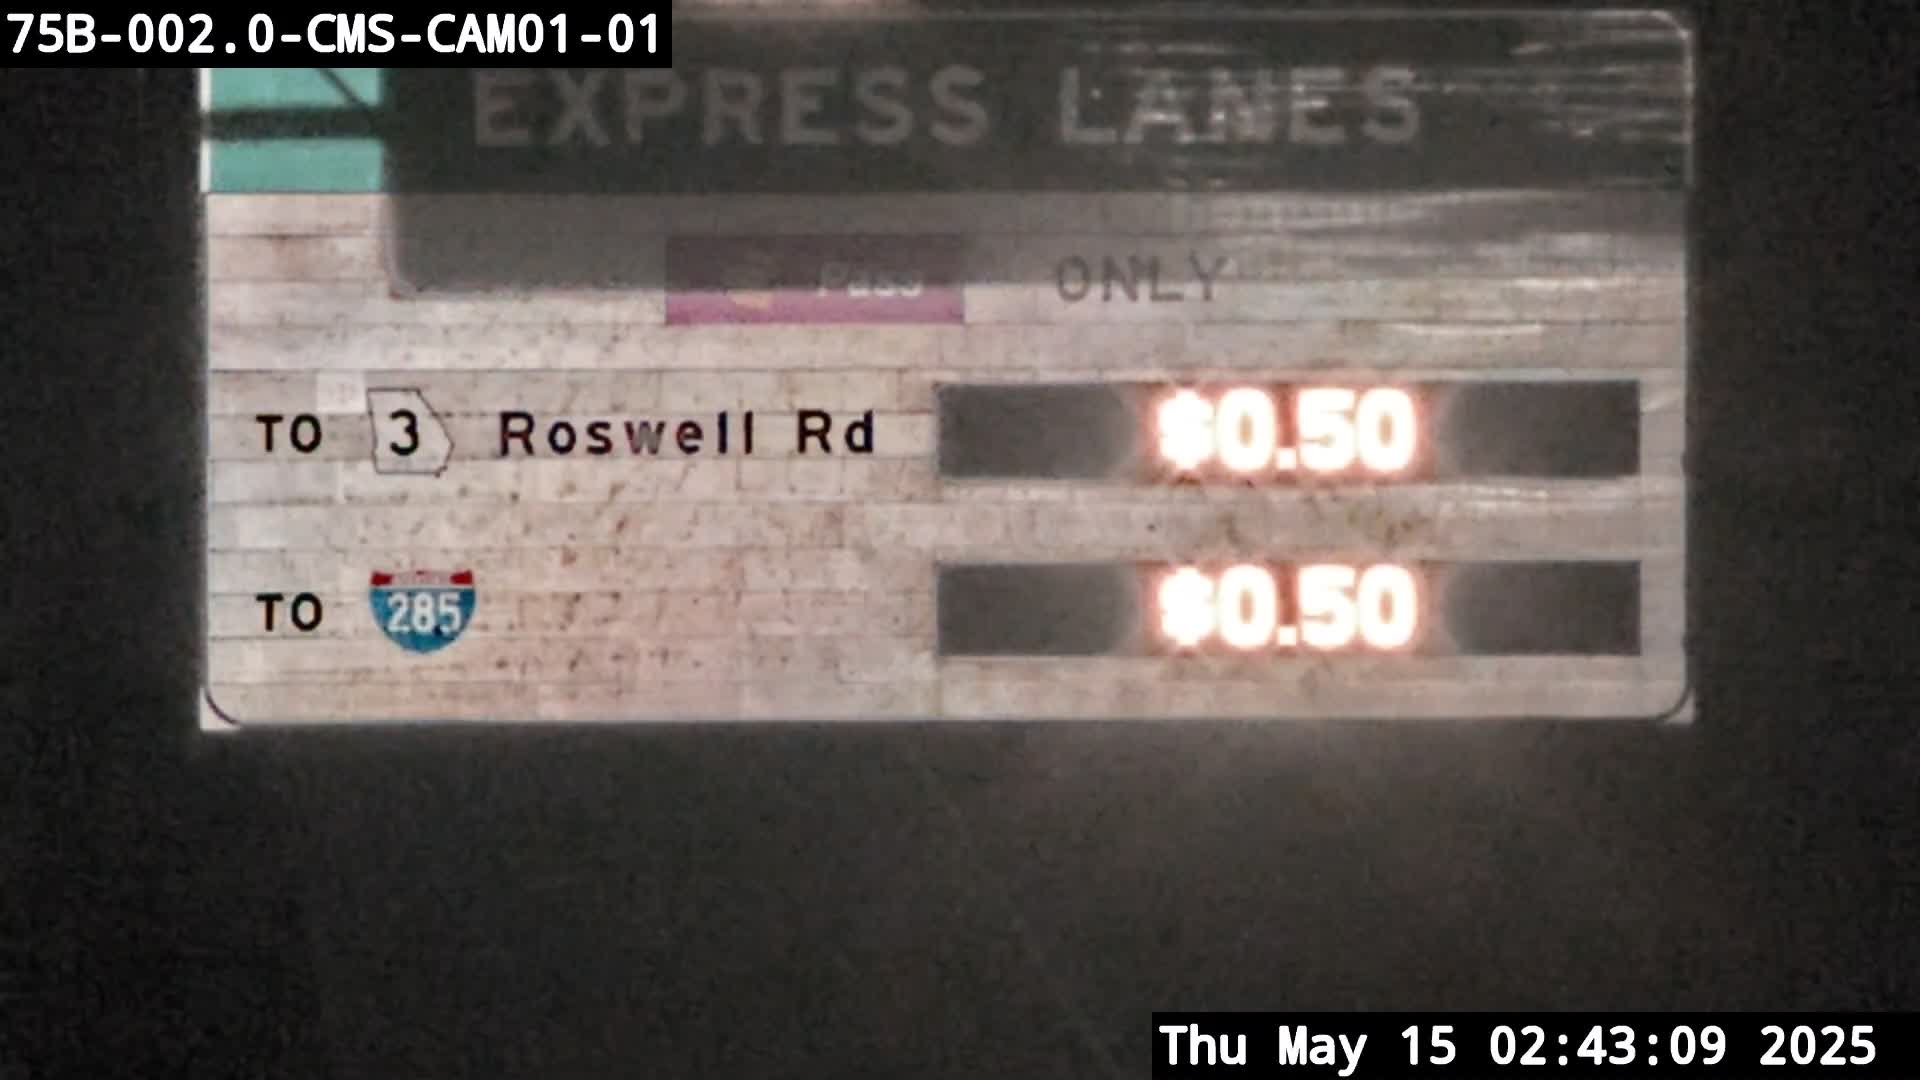 75B-002.0-CMS-CAM01-01
EXPRESS LANES
Pass ONLY
TO 3 Roswell Rd $0.50
TO 285 $0.50
Thu May 15 02:43:09 2025